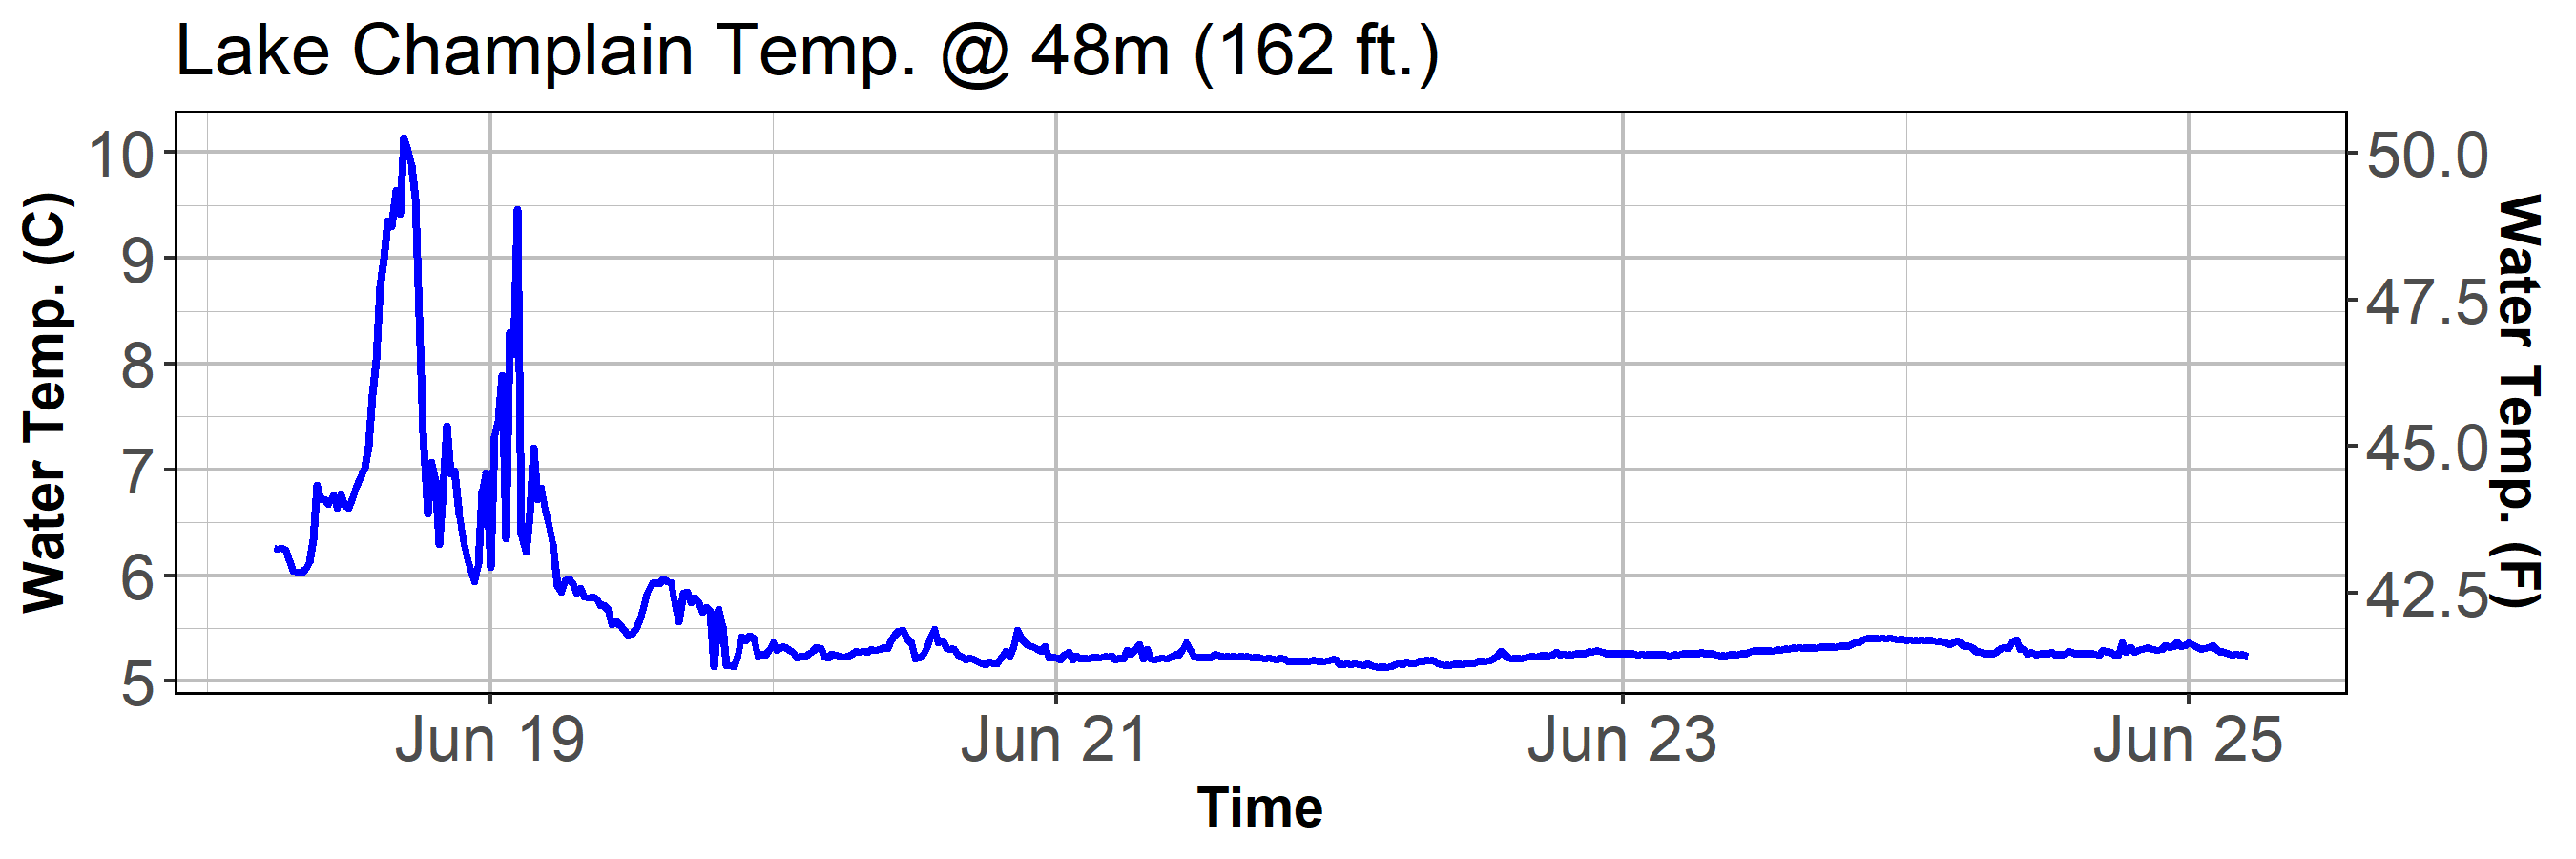 Lake Champlain Temp. @ 48m (162 ft.)
Water Temp. (C)
10
9
8
7
6
5
50.0
47.5
45.0
42.5
Water Temp. (F)
Jun 19 Jun 21 Jun 23 Jun 25
Time